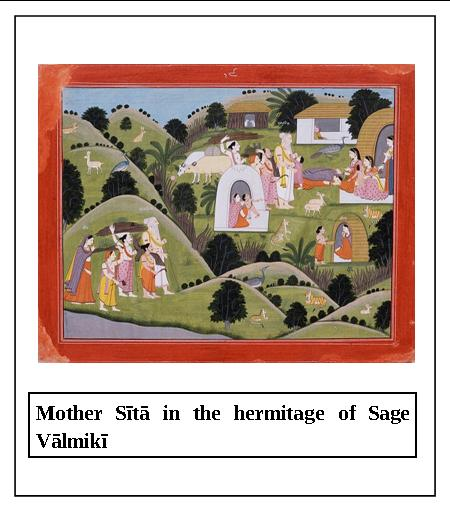 Mother Sītā in the hermitage of Sage
Vālmikī